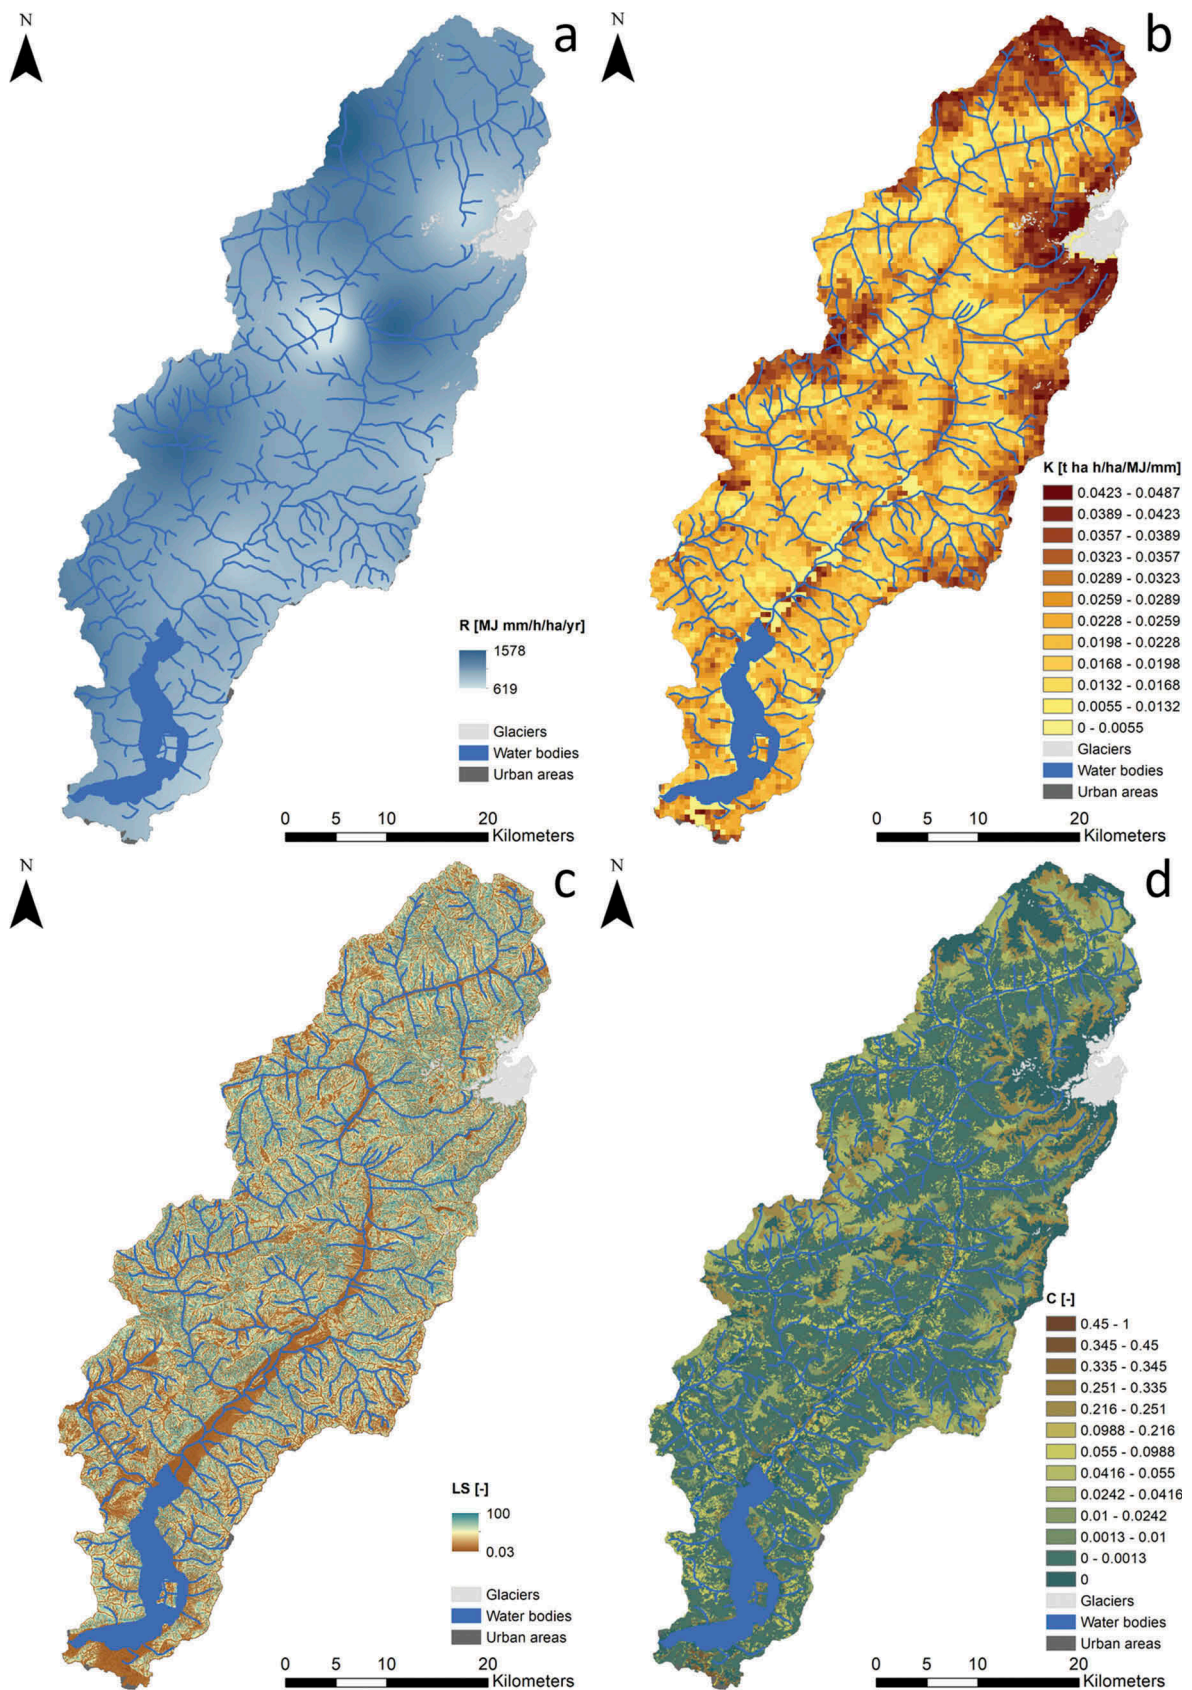 N
a
R [MJ mm/h/ha/yr]
1578
619
Glaciers
Water bodies
Urban areas
0 5 10 20
Kilometers
N
b
K [t ha h/ha/MJ/mm]
0.0423 - 0.0487
0.0389 - 0.0423
0.0357 - 0.0389
0.0323 - 0.0357
0.0289 - 0.0323
0.0259 - 0.0289
0.0228 - 0.0259
0.0198 - 0.0228
0.0168 - 0.0198
0.0132 - 0.0168
0.0055 - 0.0132
0 - 0.0055
Glaciers
Water bodies
Urban areas
0 5 10 20
Kilometers
N
c
LS [-]
100
0.03
Glaciers
Water bodies
Urban areas
0 5 10 20
Kilometers
N
d
C [-]
0.45 - 1
0.345 - 0.45
0.335 - 0.345
0.251 - 0.335
0.216 - 0.251
0.0988 - 0.216
0.055 - 0.0988
0.0416 - 0.055
0.0242 - 0.0416
0.01 - 0.0242
0.0013 - 0.01
0 - 0.0013
0
Glaciers
Water bodies
Urban areas
0 5 10 20
Kilometers